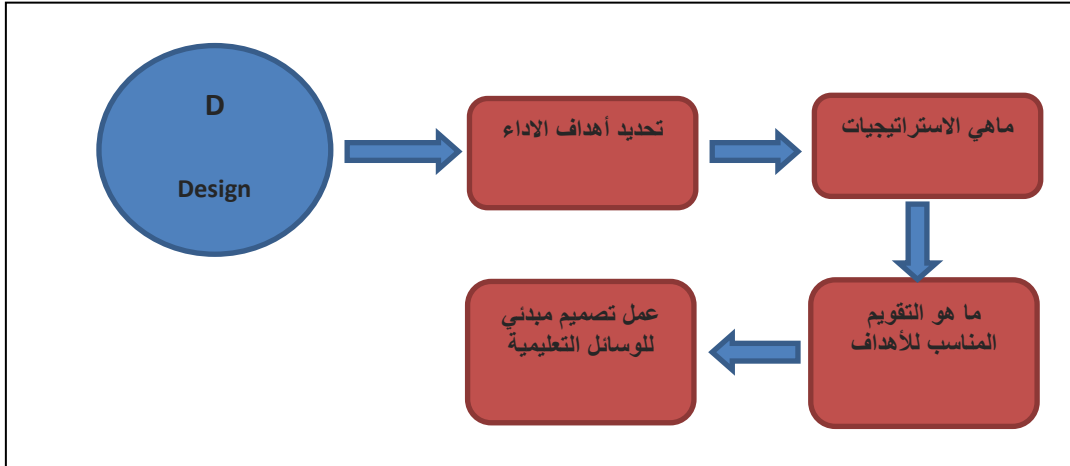 D
Design
تحديد أهداف الاداء
ماهي الاستراتيجيات
ما هو التقويم
المناسب للأهداف
عمل تصميم مبدئي
للوسائل التعليمية